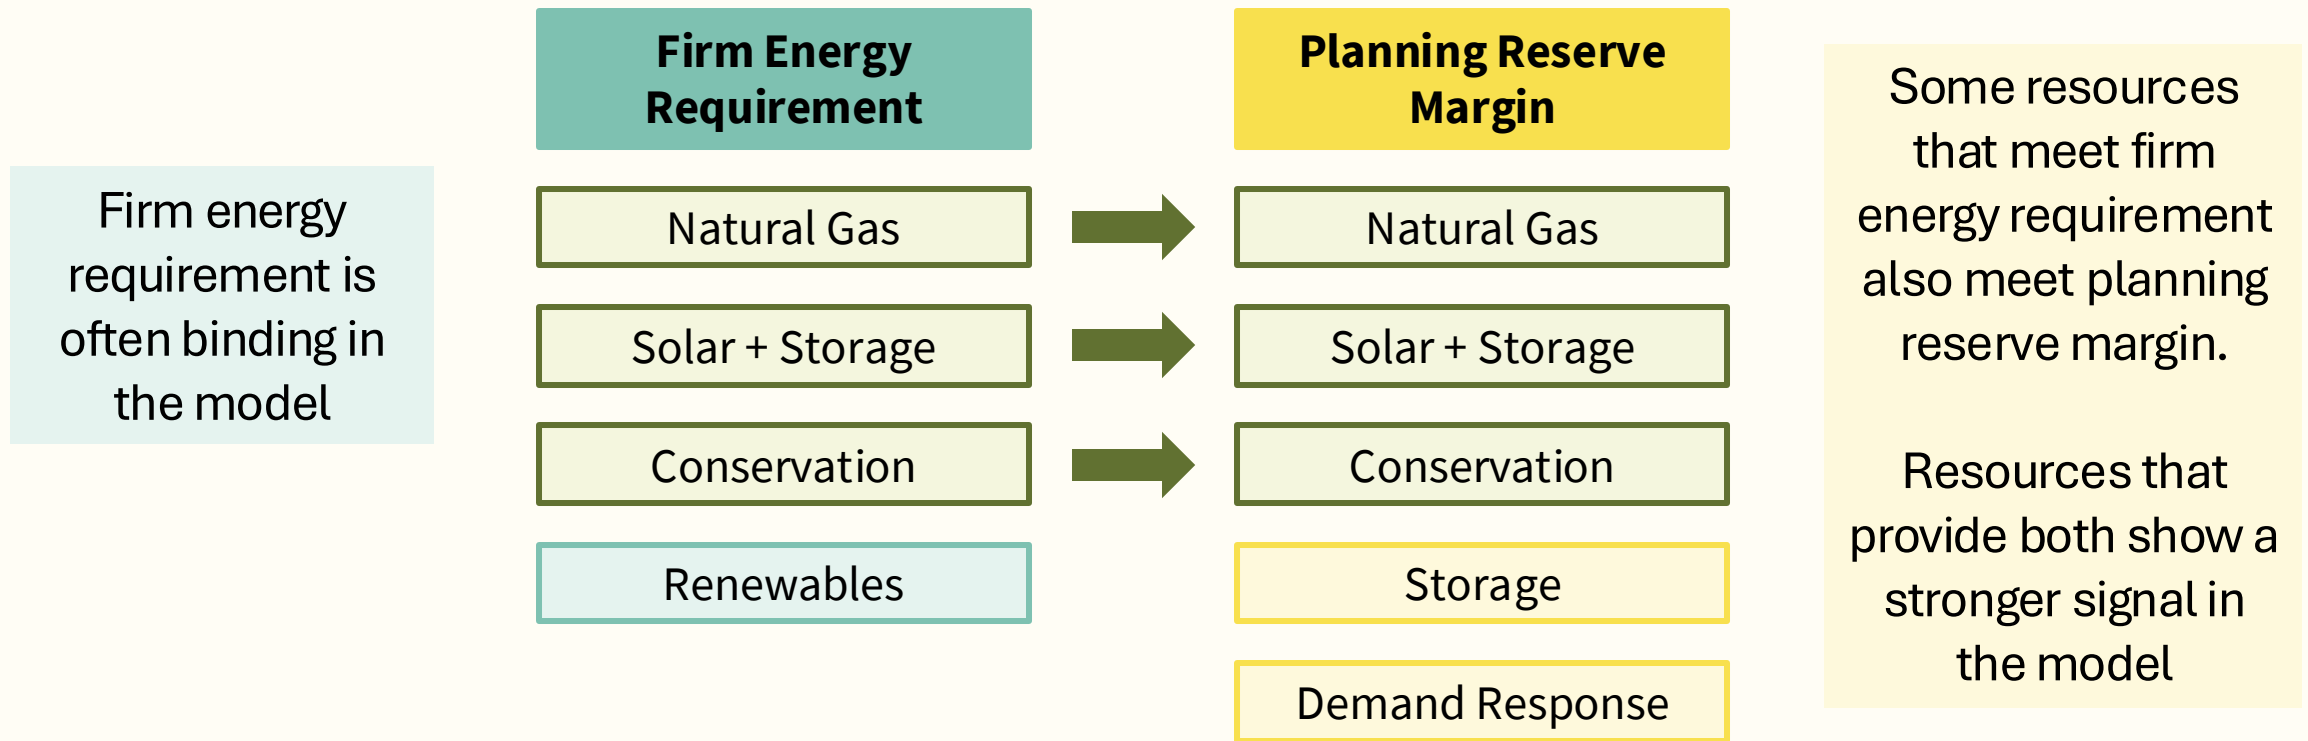 Firm energy
requirement is
often binding in
the model
Firm Energy
Requirement
Natural Gas
Solar + Storage
Conservation
Renewables
Planning Reserve
Margin
Natural Gas
Solar + Storage
Conservation
Storage
Demand Response
Some resources
that meet firm
energy requirement
also meet planning
reserve margin.
Resources that
provide both show a
stronger signal in
the model